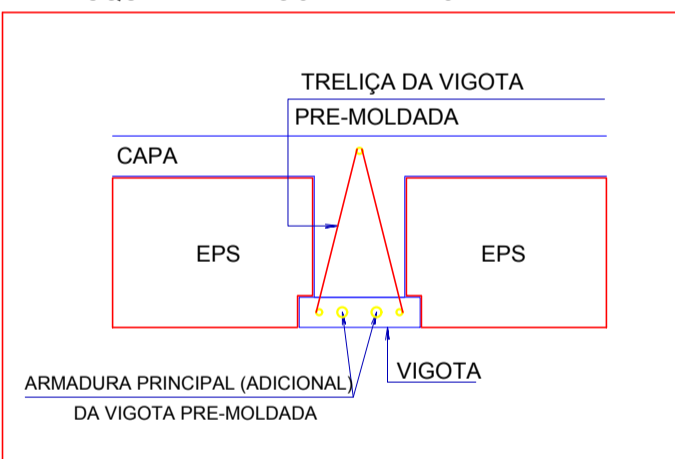 TRELIÇA DA VIGOTA
PRE-MOLDADA
CAPA
EPS
EPS
VIGOTA
ARMADURA PRINCIPAL (ADICIONAL)
DA VIGOTA PRE-MOLDADA